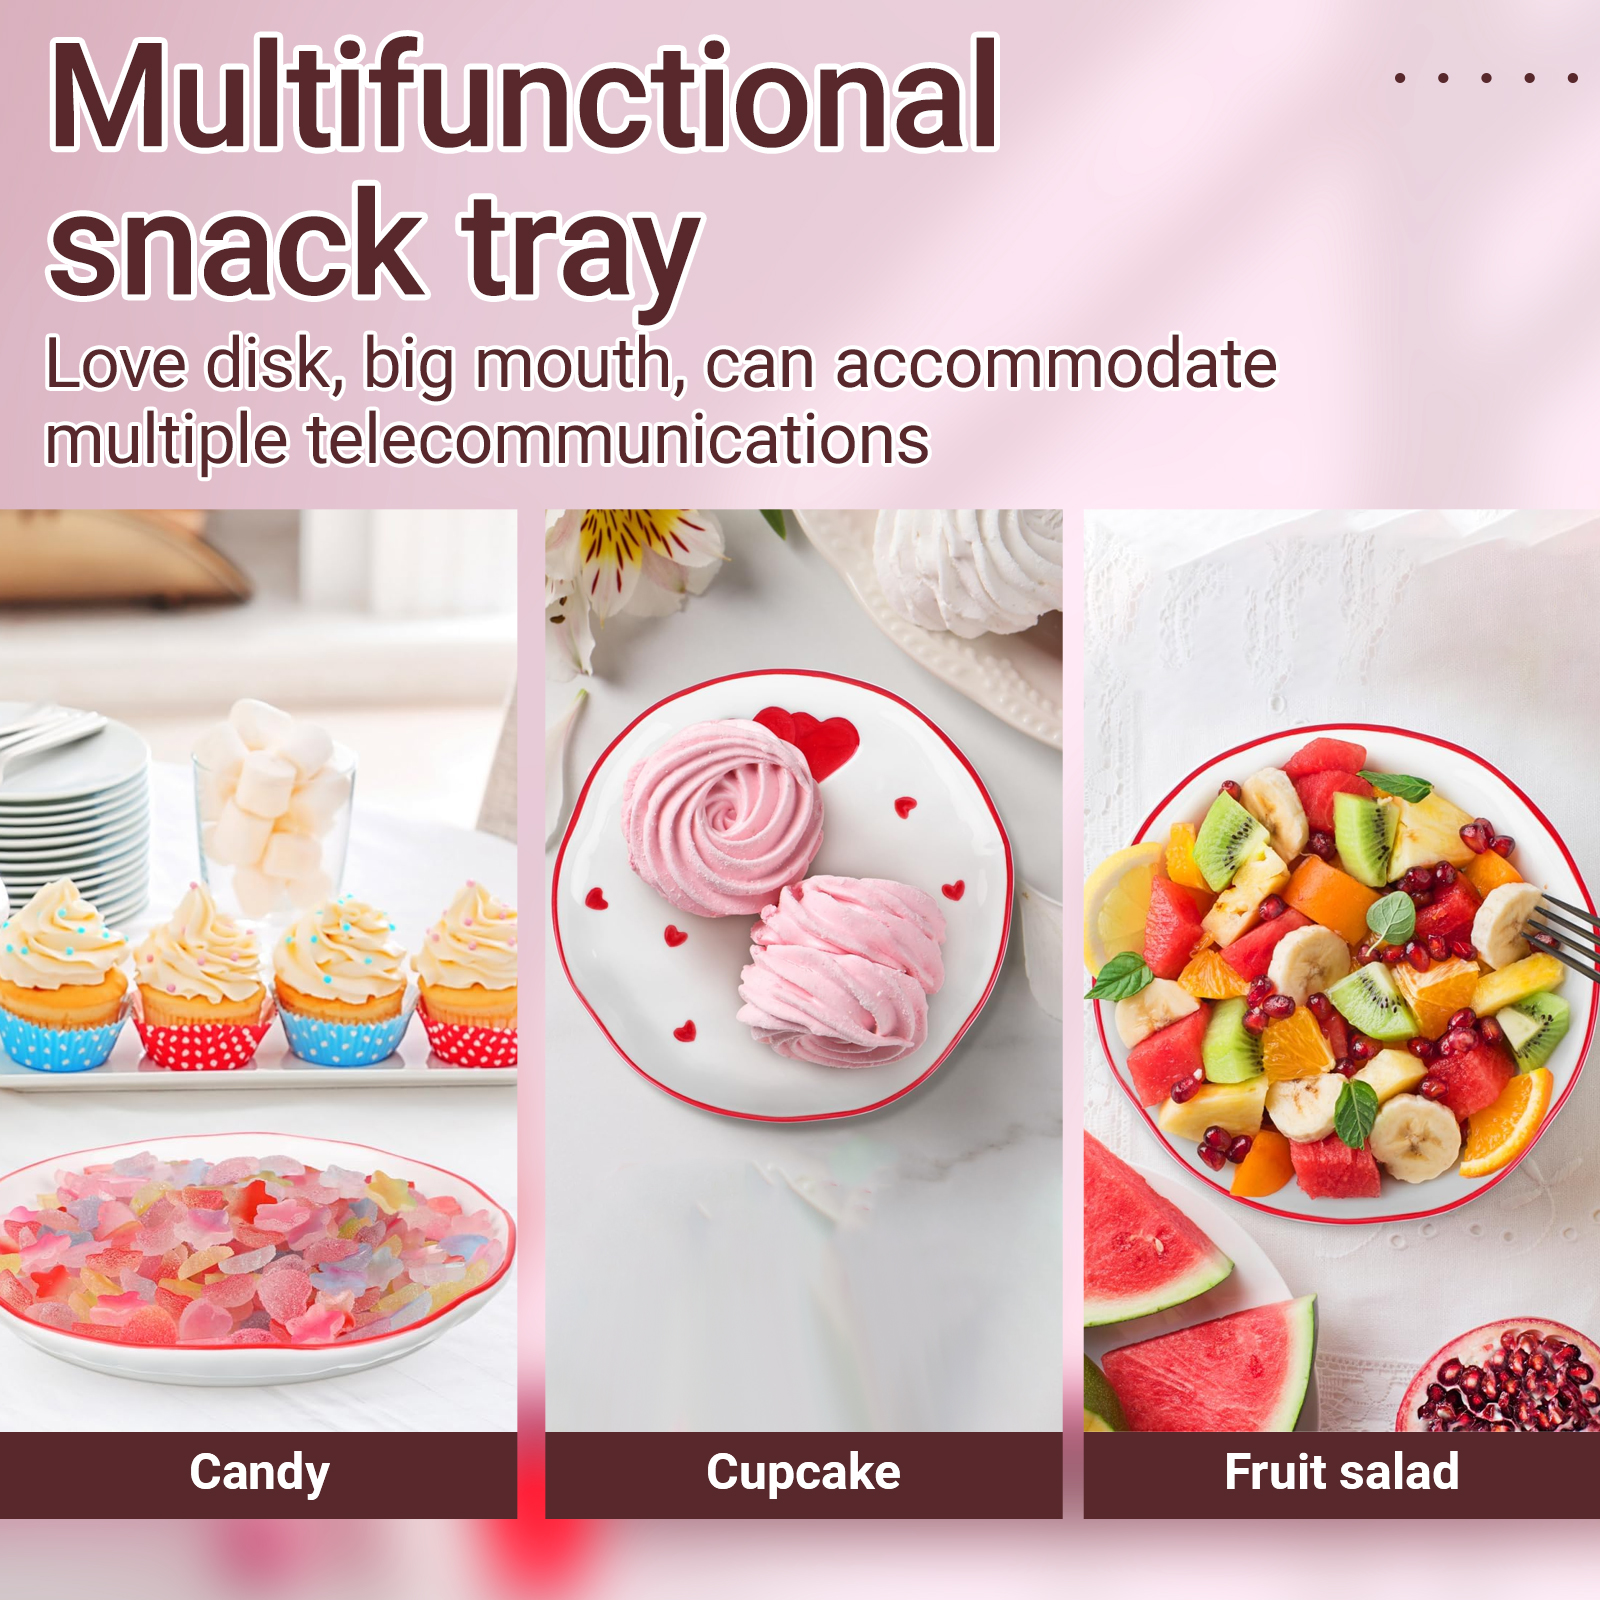 Multifunctional
snack tray
Love disk, big mouth, can accommodate
multiple telecommunications
Candy
Cupcake
Fruit salad